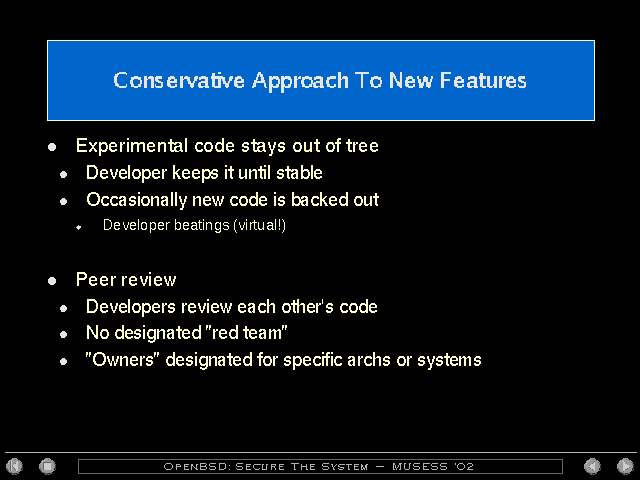 Conservative Approach To New Features
Experimental code stays out of tree
Developer keeps it until stable
Occasionally new code is backed out
Developer beatings (virtual!)
Peer review
Developers review each other's code
No designated "red team"
"Owners" designated for specific archs or systems
OpenBSD: Secure The System – MUSESS '02